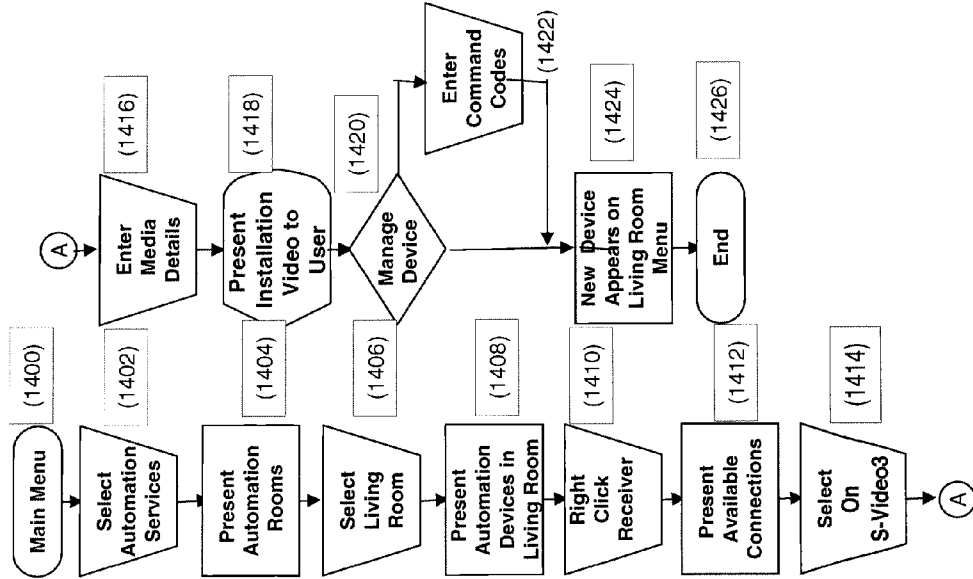 Main Menu
(1400)
Select
Automation
Services
(1402)
Present
Automation
Rooms
(1404)
Select
Living
Room
(1406)
Present
Automation
Devices in
Living Room
(1408)
Right
Click
Receiver
(1410)
Present
Available
Connections
(1412)
Select
On
S-Video3
(1414)
A
A
Enter
Media
Details
(1416)
Present
Installation
Video to
User
(1418)
Manage
Device
(1420)
Enter
Command
Codes
(1422)
New Device
Appears on
Living Room
Menu
(1424)
End
(1426)